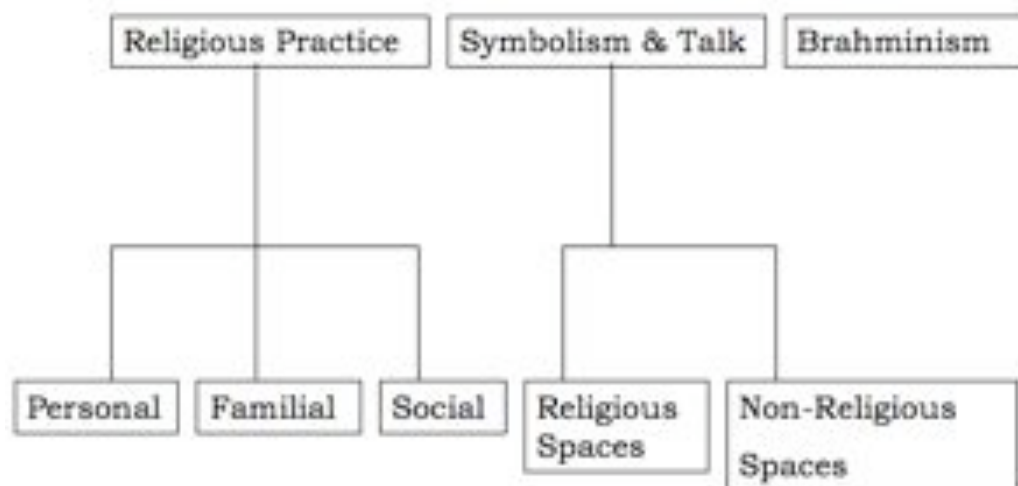 Religious Practice
Symbolism & Talk
Brahminism
Personal
Familial
Social
Religious
Spaces
Non-Religious
Spaces